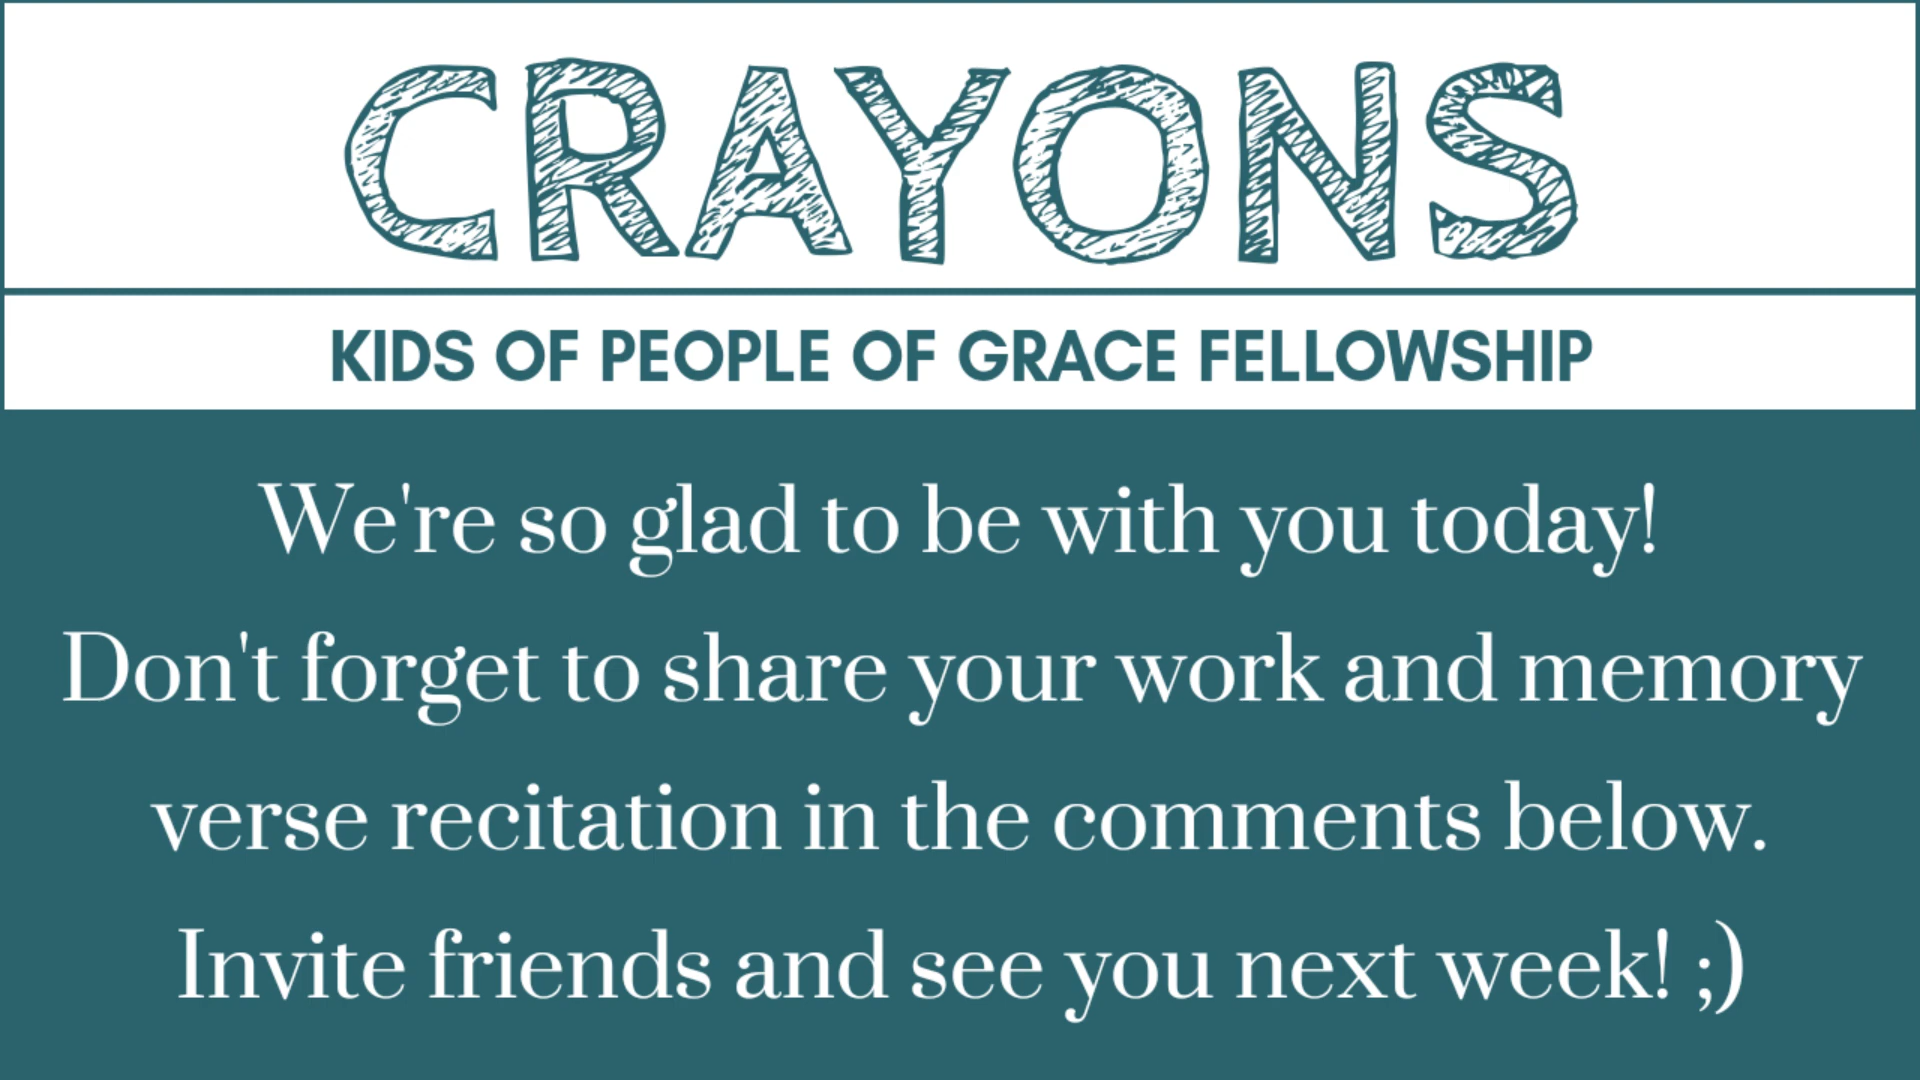 CRAYONS
KIDS OF PEOPLE OF GRACE FELLOWSHIP
We're so glad to be with you today!
Don't forget to share your work and memory
verse recitation in the comments below.
Invite friends and see you next week! ;)